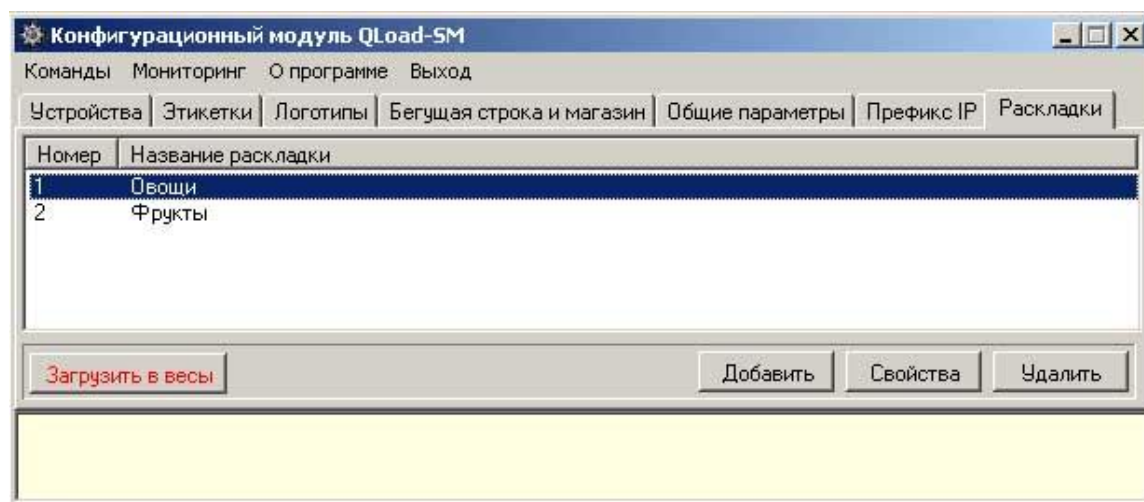 Конфигурационный модуль QLoad-SM
Команды Мониторинг О программе Выход
Устройства Этикетки Логотипы Бегущая строка и магазин Общие параметры Префикс IP Раскладки
Номер Название раскладки
1 Овощи
2 Фрукты
Загрузить в весы Добавить Свойства Удалить